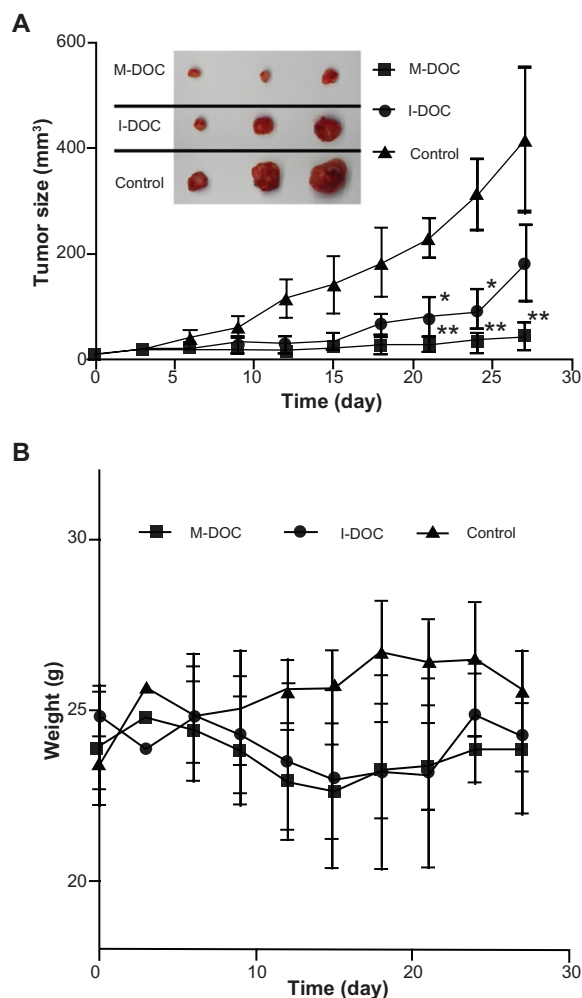 A
600
400
200
0
Tumor size (mm³)
M-DOC
I-DOC
Control
M-DOC
I-DOC
Control
*
*
**
**
**
0 5 10 15 20 25 30
Time (day)
B
M-DOC I-DOC Control
30
25
20
Weight (g)
0 10 20 30
Time (day)